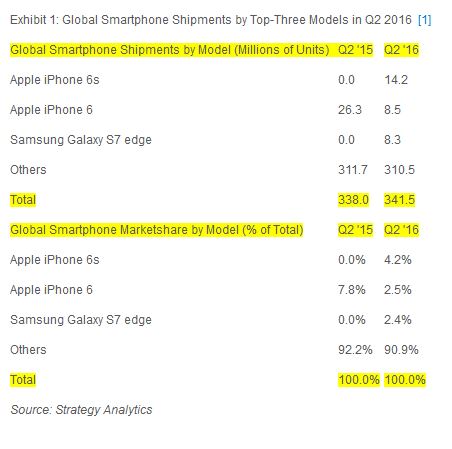 Exhibit 1: Global Smartphone Shipments by Top-Three Models in Q2 2016 [1]
Global Smartphone Shipments by Model (Millions of Units) Q2 '15 Q2 '16
Apple iPhone 6s 0.0 14.2
Apple iPhone 6 26.3 8.5
Samsung Galaxy S7 edge 0.0 8.3
Others 311.7 310.5
Total 338.0 341.5
Global Smartphone Marketshare by Model (% of Total) Q2 '15 Q2 '16
Apple iPhone 6s 0.0% 4.2%
Apple iPhone 6 7.8% 2.5%
Samsung Galaxy S7 edge 0.0% 2.4%
Others 92.2% 90.9%
Total 100.0% 100.0%
Source: Strategy Analytics